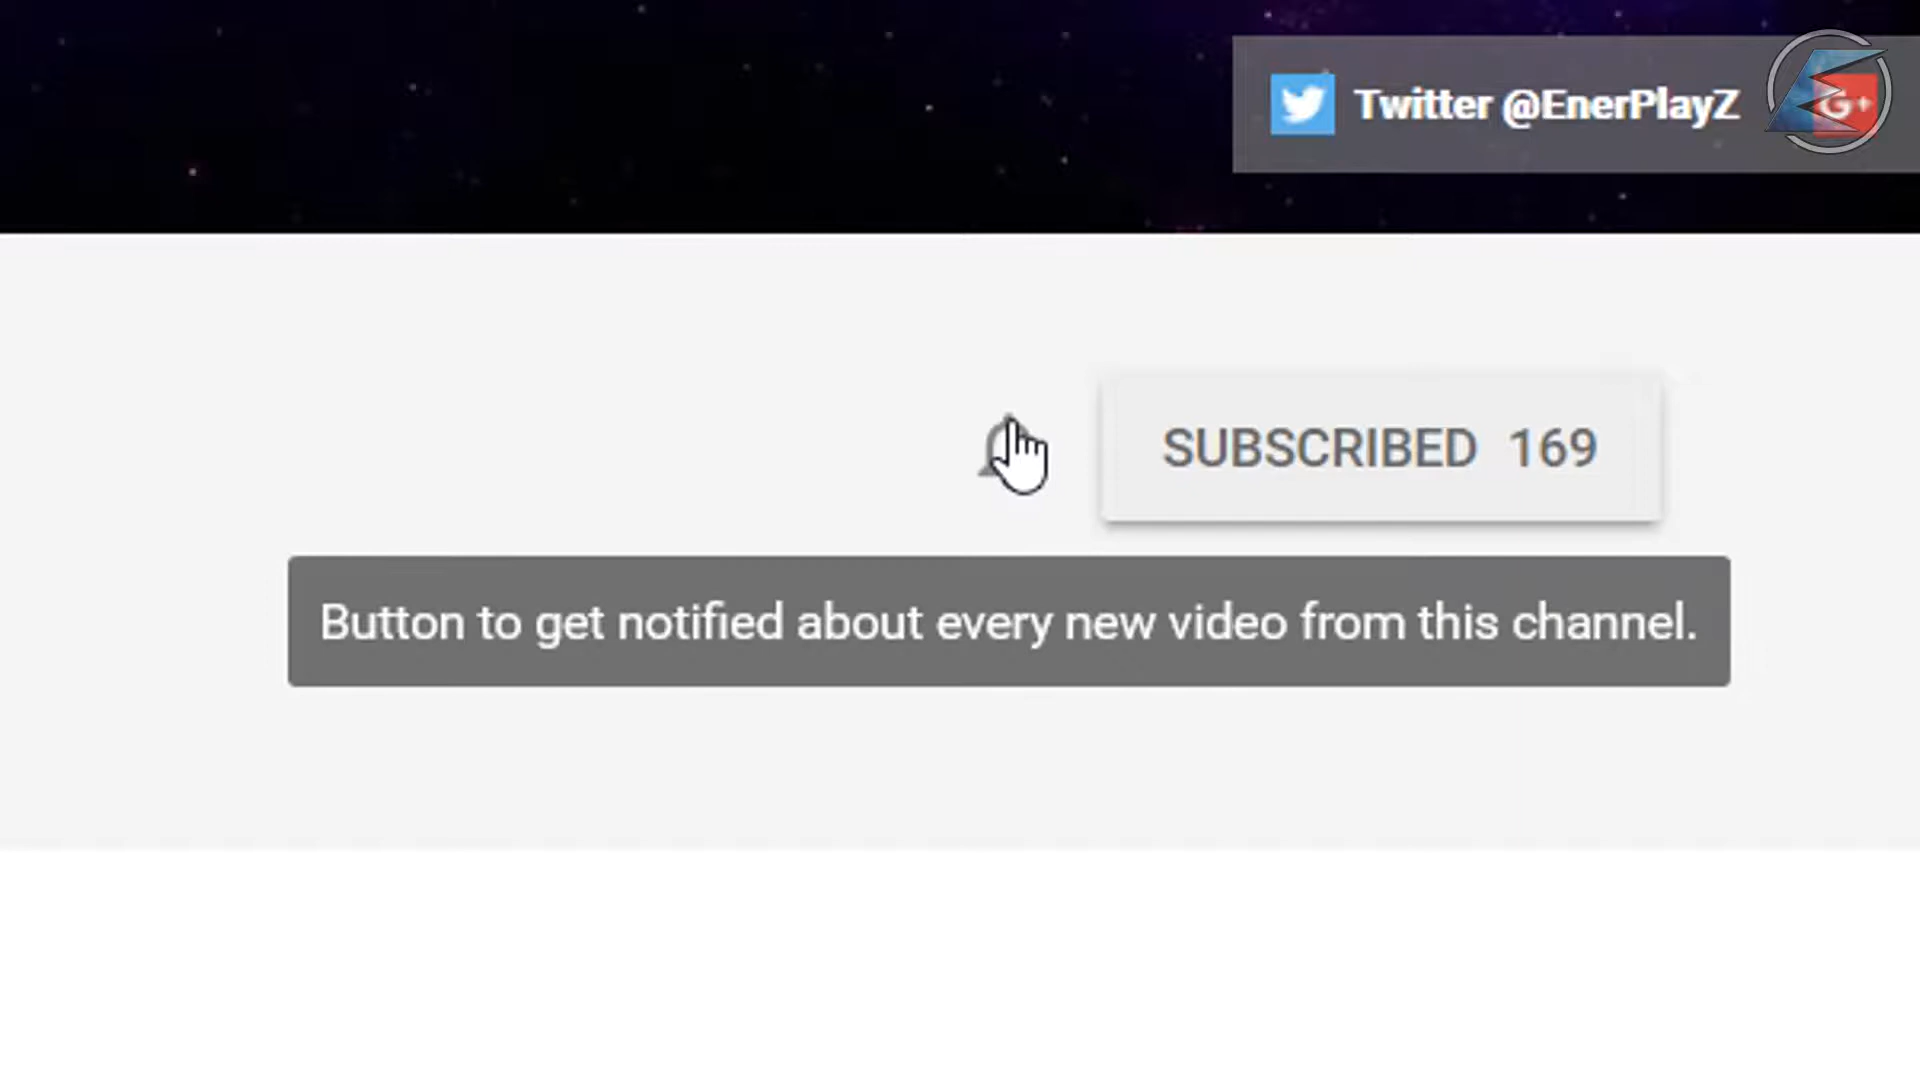 Twitter @EnerPlayZ
G+
SUBSCRIBED 169
Button to get notified about every new video from this channel.